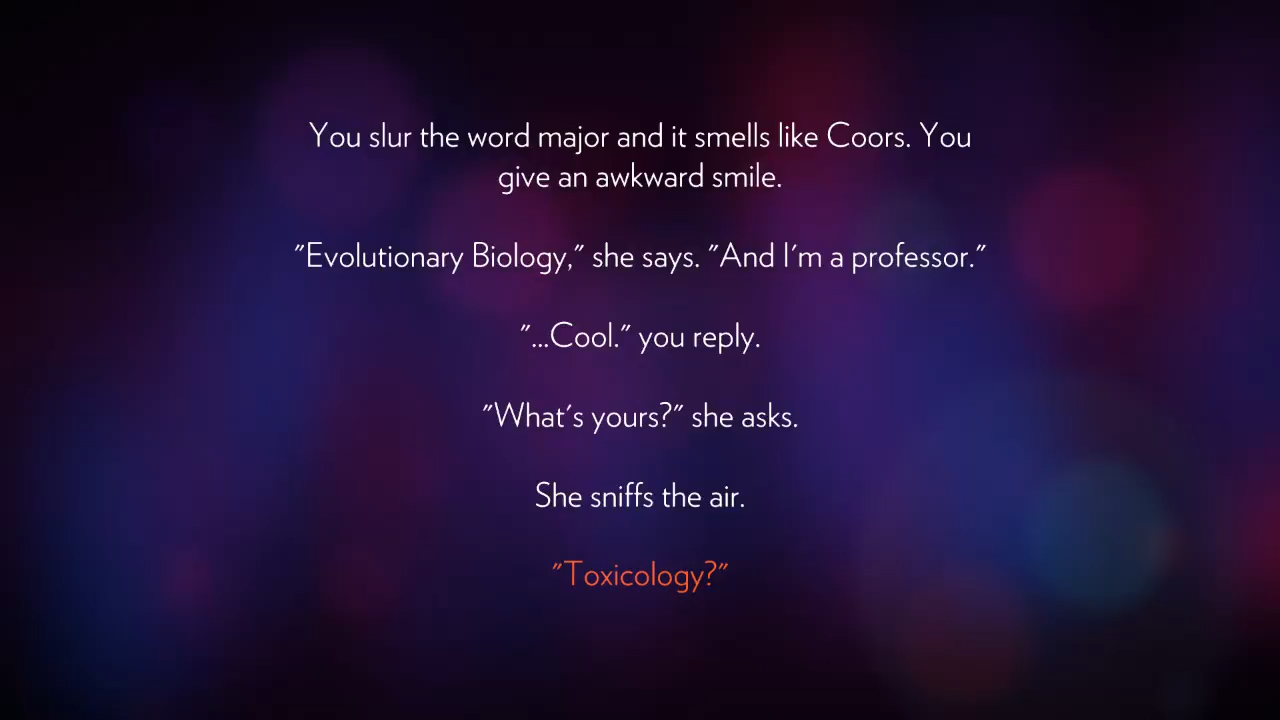 You slur the word major and it smells like Coors. You
give an awkward smile.
"Evolutionary Biology," she says. "And I'm a professor."
"...Cool." you reply.
"What's yours?" she asks.
She sniffs the air.
"Toxicology?"